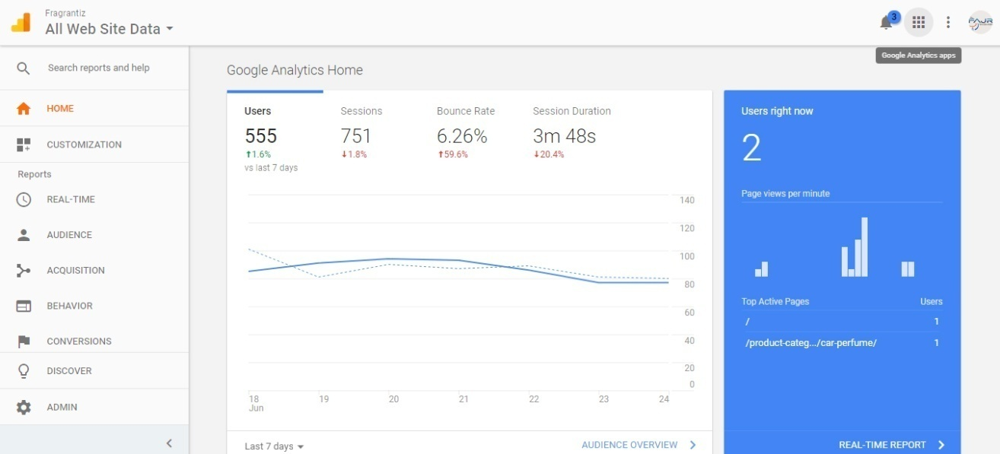 Fragrantiz
All Web Site Data
3
FAJR
Google Analytics apps
Search reports and help
HOME
CUSTOMIZATION
Reports
REAL-TIME
AUDIENCE
ACQUISITION
BEHAVIOR
CONVERSIONS
DISCOVER
ADMIN
Google Analytics Home
Users Sessions Bounce Rate Session Duration
555 751 6.26% 3m 48s
1.6% 1.8% 59.6% 20.4%
vs last 7 days
140
120
100
80
60
40
20
0
18 19 20 21 22 23 24
Jun
Last 7 days
AUDIENCE OVERVIEW
Users right now
2
Page views per minute
Top Active Pages Users
/ 1
/product-categ.../car-perfume/ 1
REAL-TIME REPORT